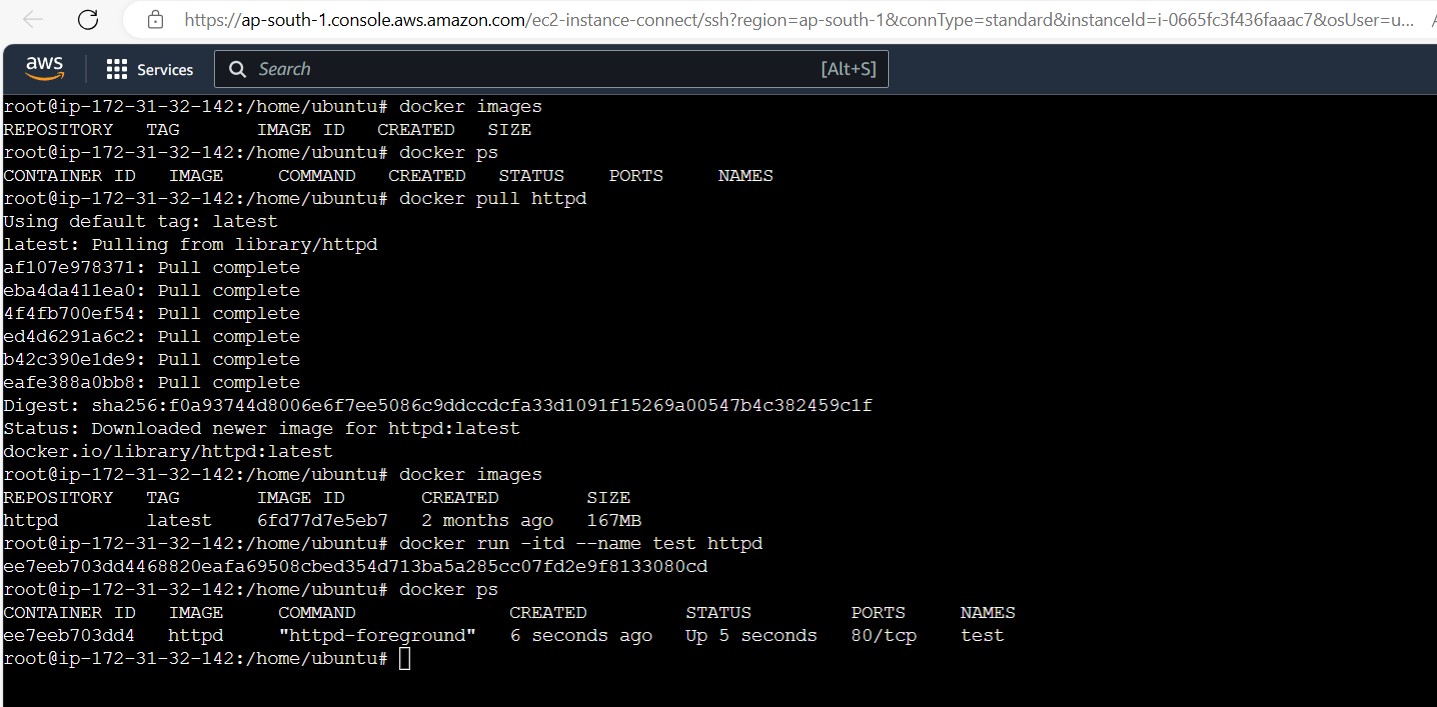 https://ap-south-1.console.aws.amazon.com/ec2-instance-connect/ssh?region=ap-south-1&connType=standard&instanceId=i-0665fc3f436faaac7&osUser=u...
aws Services Search [Alt+S]
root@ip-172-31-32-142:/home/ubuntu# docker images
REPOSITORY   TAG       IMAGE ID   CREATED   SIZE
root@ip-172-31-32-142:/home/ubuntu# docker ps
CONTAINER ID   IMAGE     COMMAND   CREATED   STATUS    PORTS     NAMES
root@ip-172-31-32-142:/home/ubuntu# docker pull httpd
Using default tag: latest
latest: Pulling from library/httpd
af107e978371: Pull complete
eba4da411ea0: Pull complete
4f4fb700ef54: Pull complete
ed4d6291a6c2: Pull complete
b42c390e1de9: Pull complete
eafe388a0bb8: Pull complete
Digest: sha256:f0a93744d8006e6f7ee5086c9ddccdcfa33d1091f15269a00547b4c382459c1f
Status: Downloaded newer image for httpd:latest
docker.io/library/httpd:latest
root@ip-172-31-32-142:/home/ubuntu# docker images
REPOSITORY   TAG       IMAGE ID       CREATED        SIZE
httpd        latest    6fd77d7e5eb7   2 months ago   167MB
root@ip-172-31-32-142:/home/ubuntu# docker run -itd --name test httpd
ee7eeb703dd4468820eafa69508cbed354d713ba5a285cc07fd2e9f8133080cd
root@ip-172-31-32-142:/home/ubuntu# docker ps
CONTAINER ID   IMAGE     COMMAND              CREATED         STATUS         PORTS     NAMES
ee7eeb703dd4   httpd     "httpd-foreground"   6 seconds ago   Up 5 seconds   80/tcp    test
root@ip-172-31-32-142:/home/ubuntu#